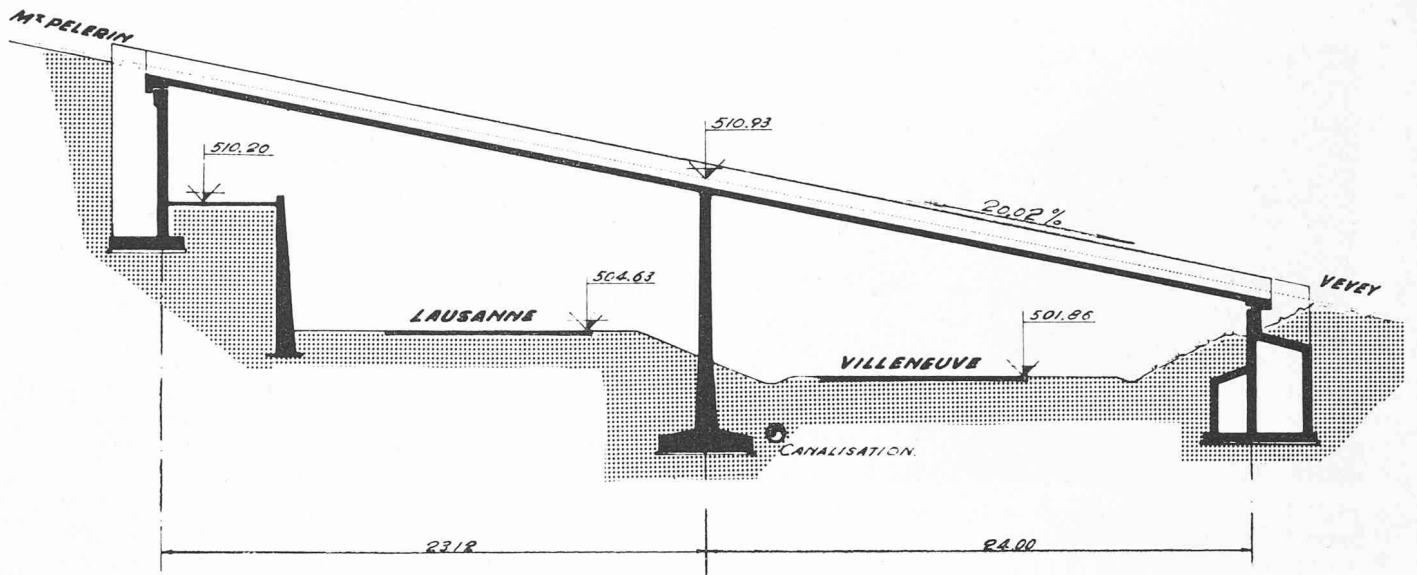 Mᵗ PELERIN
510.93
510.20
20,02 %
504.63
VEVEY
LAUSANNE
501.86
VILLENEUVE
CANALISATION.
23.12
24.00